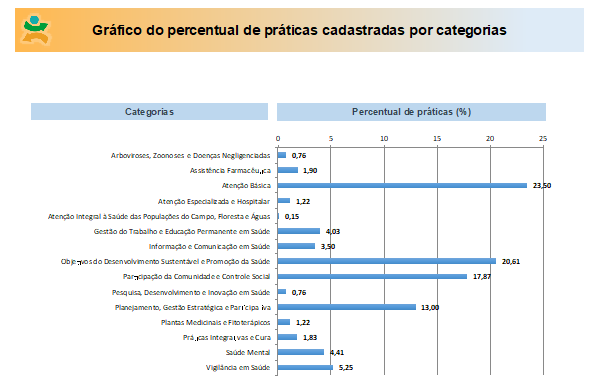 Gráfico do percentual de práticas cadastradas por categorias
Categorias Percentual de práticas (%)
0 5 10 15 20 25
Arboviroses, Zoonoses e Doenças Negligenciadas 0,76
Assistência Farmacêutica 1,90
Atenção Básica 23,50
Atenção Especializada e Hospitalar 1,22
Atenção Integral à Saúde das Populações do Campo, Floresta e Águas 0,15
Gestão do Trabalho e Educação Permanente em Saúde 4,03
Informação e Comunicação em Saúde 3,50
Objetivos do Desenvolvimento Sustentável e Promoção da Saúde 20,61
Participação da Comunidade e Controle Social 17,87
Pesquisa, Desenvolvimento e Inovação em Saúde 0,76
Planejamento, Gestão Estratégica e Participativa 13,00
Plantas Medicinais e Fitoterápicos 1,22
Práticas Integrativas e Cura 1,83
Saúde Mental 4,41
Vigilância em Saúde 5,25